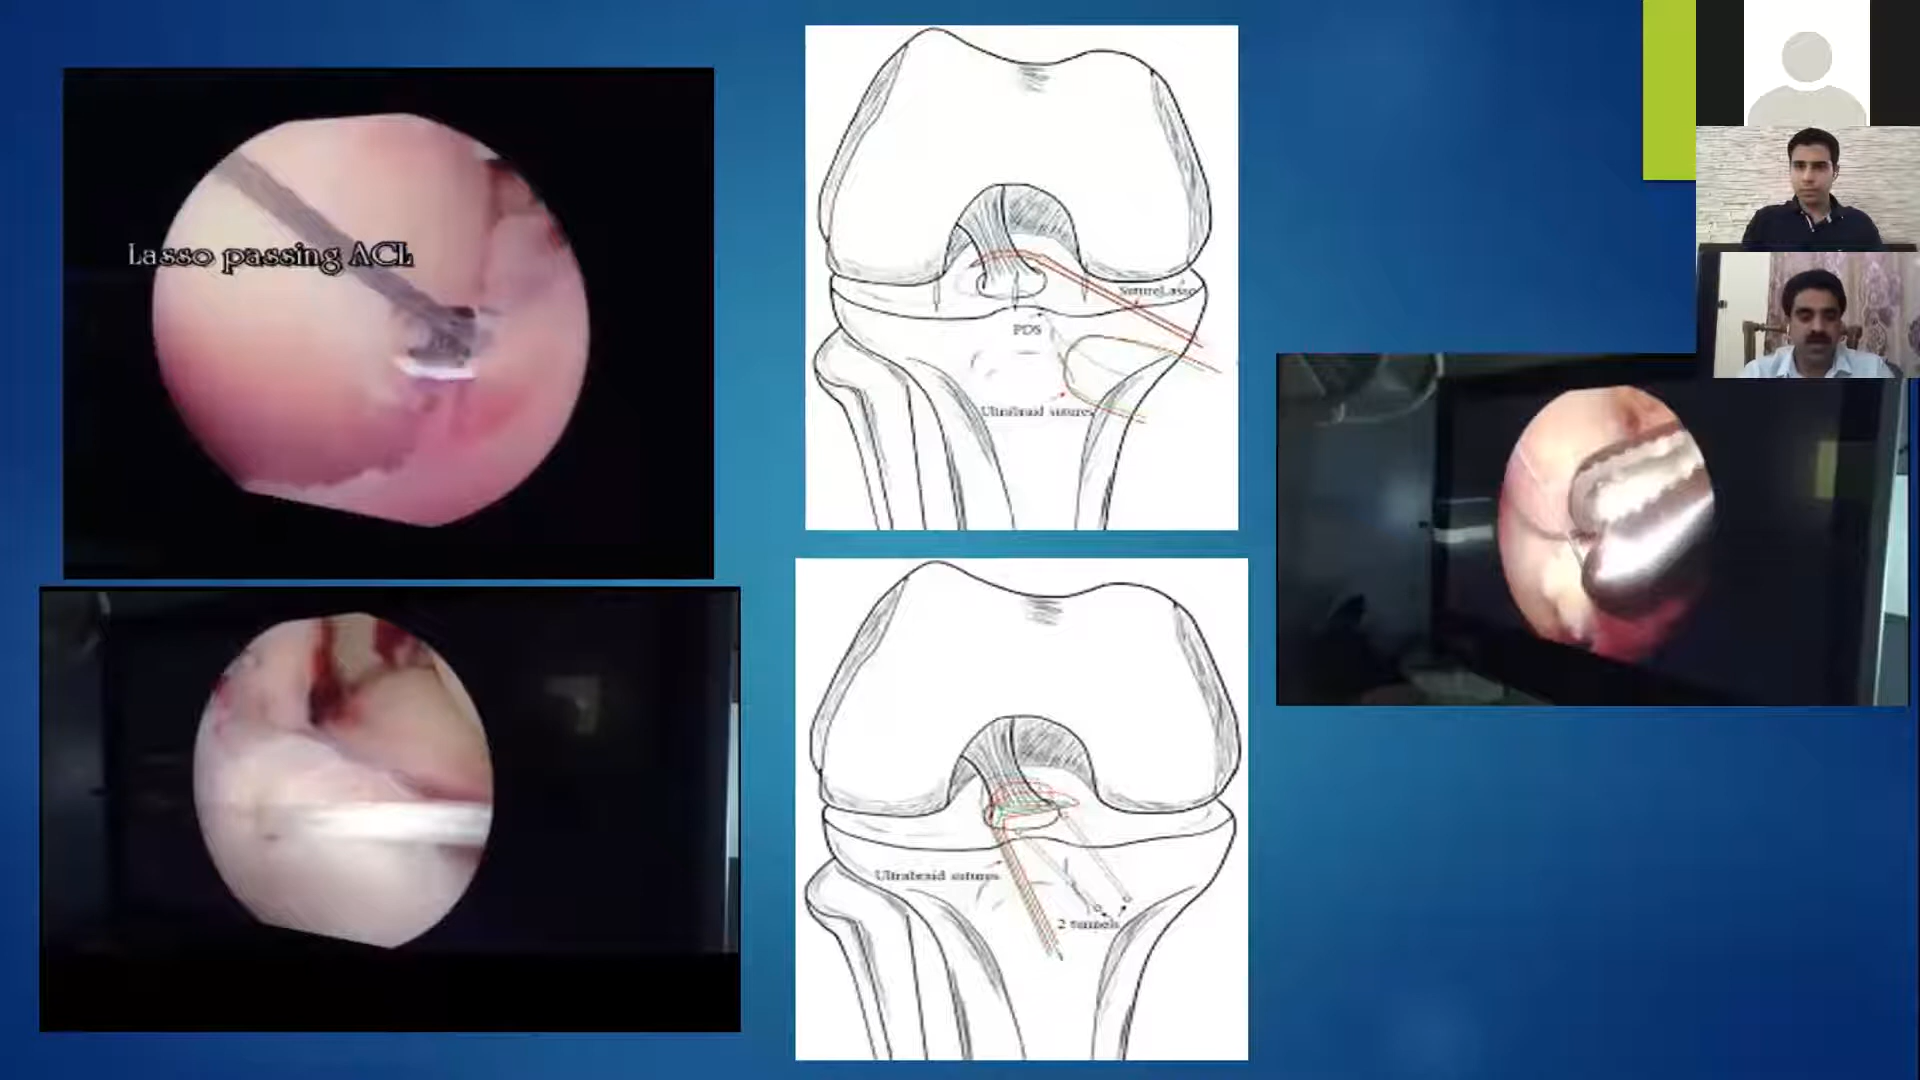 Lasso passing ACL
SutureLasso
PDS
Ultrabraid sutures
Ultrabraid sutures
2 tunnels